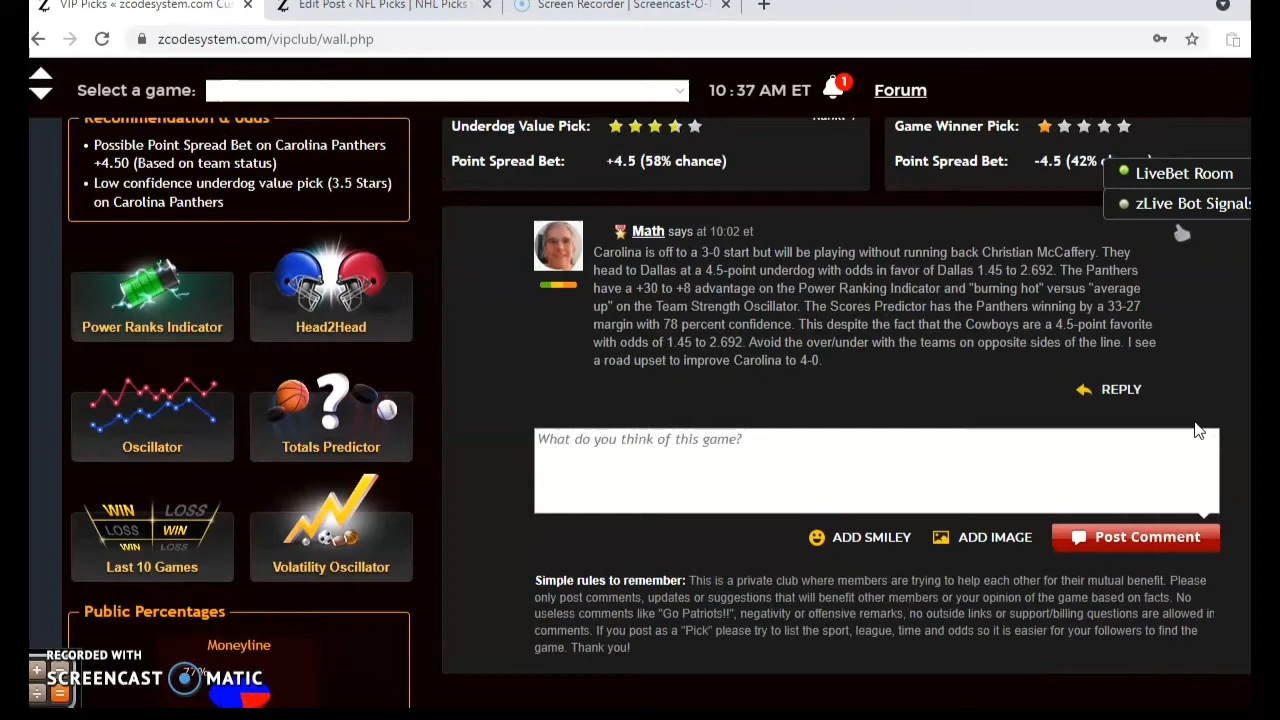 VIP Picks « zcodesystem.com Cus
Edit Post ‹ NFL Picks | NHL Picks
Screen Recorder | Screencast-O-
zcodesystem.com/vipclub/wall.php
Select a game:
10:37 AM ET
1
Forum
Recommendation & odds
• Possible Point Spread Bet on Carolina Panthers
+4.50 (Based on team status)
• Low confidence underdog value pick (3.5 Stars)
on Carolina Panthers
Power Ranks Indicator
Head2Head
Oscillator
Totals Predictor
WIN LOSS
LOSS WIN
WIN LOSS
Last 10 Games
Volatility Oscillator
Public Percentages
Moneyline
77%
Underdog Value Pick:
Point Spread Bet: +4.5 (58% chance)
Game Winner Pick:
Point Spread Bet: -4.5 (42%
LiveBet Room
zLive Bot Signals
Math says at 10:02 et
Carolina is off to a 3-0 start but will be playing without running back Christian McCaffery. They
head to Dallas at a 4.5-point underdog with odds in favor of Dallas 1.45 to 2.692. The Panthers
have a +30 to +8 advantage on the Power Ranking Indicator and "burning hot" versus "average
up" on the Team Strength Oscillator. The Scores Predictor has the Panthers winning by a 33-27
margin with 78 percent confidence. This despite the fact that the Cowboys are a 4.5-point favorite
with odds of 1.45 to 2.692. Avoid the over/under with the teams on opposite sides of the line. I see
a road upset to improve Carolina to 4-0.
REPLY
What do you think of this game?
ADD SMILEY
ADD IMAGE
Post Comment
Simple rules to remember: This is a private club where members are trying to help each other for their mutual benefit. Please
only post comments, updates or suggestions that will benefit other members or your opinion of the game based on facts. No
useless comments like "Go Patriots!!", negativity or offensive remarks, no outside links or support/billing questions are allowed in
comments. If you post as a "Pick" please try to list the sport, league, time and odds so it is easier for your followers to find the
game. Thank you!
RECORDED WITH
SCREENCAST MATIC